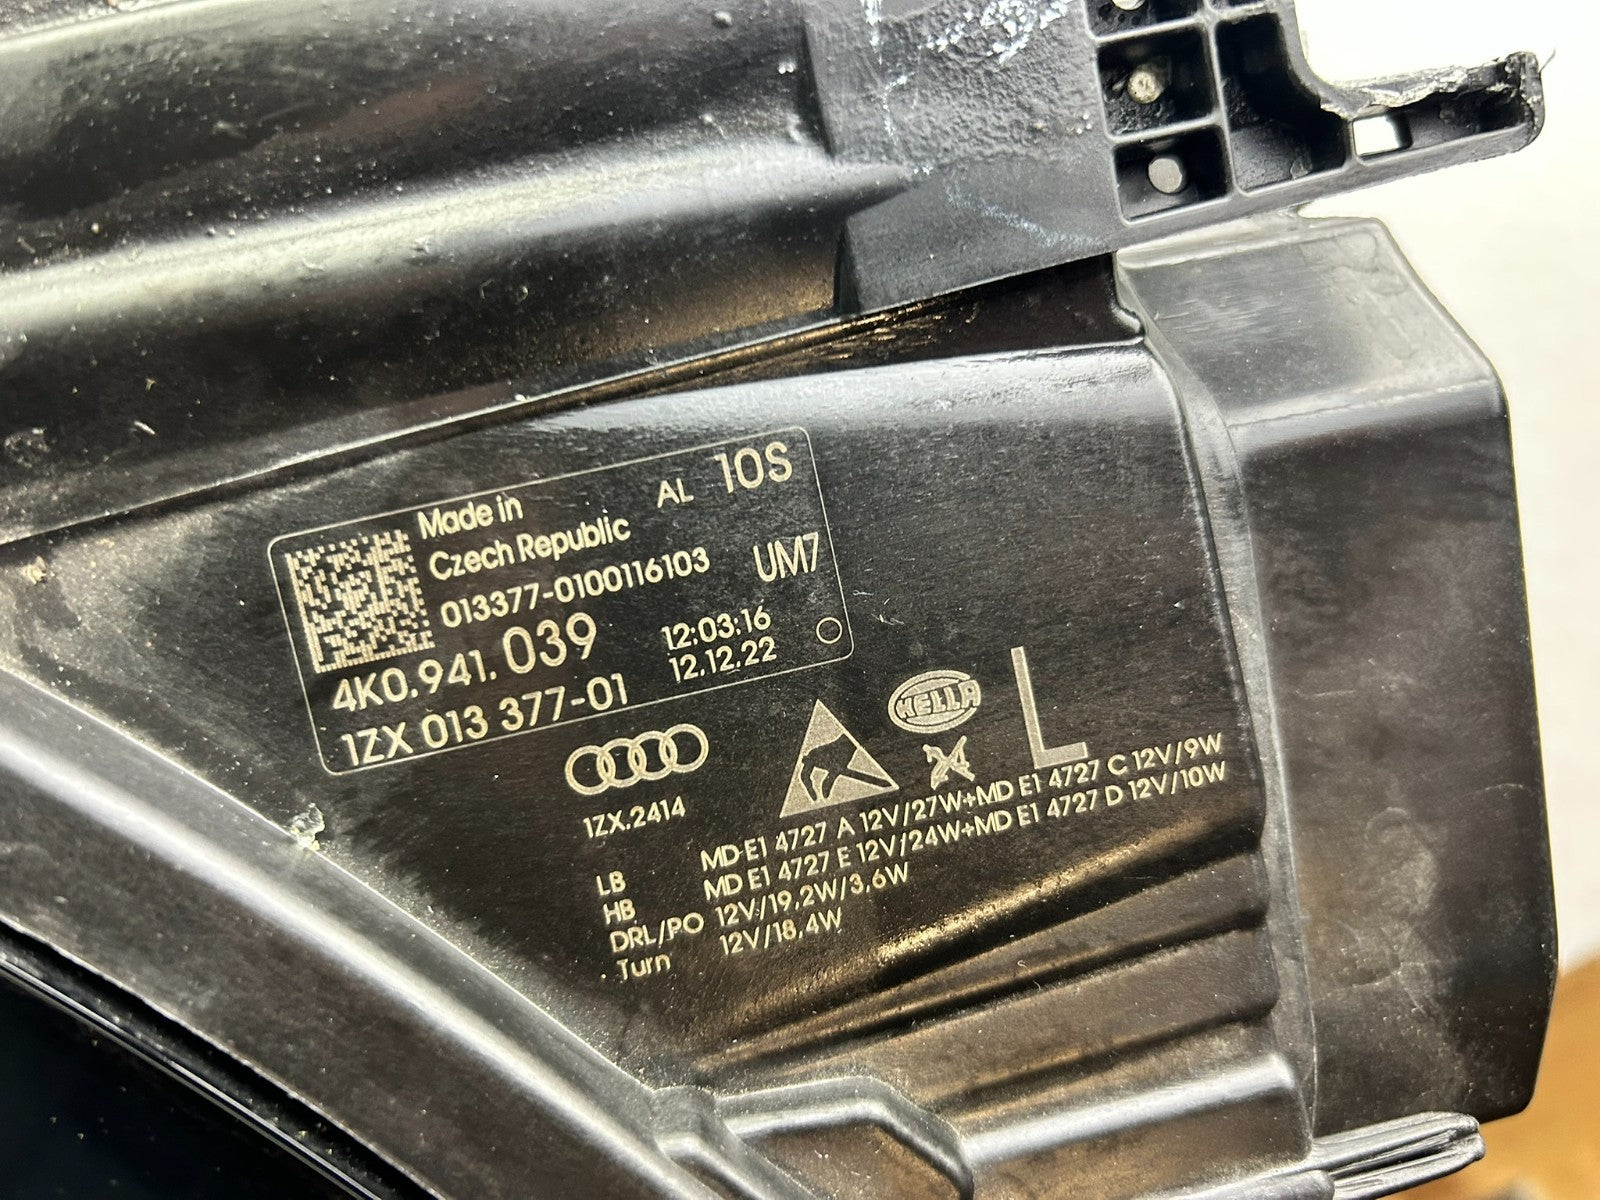 Made in
Czech Republic
AL 10S
013377-0100116103
UM7
4K0.941.039
12:03:16
1ZX 013 377-01
12.12.22
HELLA
L
1ZX.2414
LB MD E1 4727 A 12V/27W+MD E1 4727 C 12V/9W
HB MD E1 4727 E 12V/24W+MD E1 4727 D 12V/10W
DRL/PO 12V/19,2W/3,6W
Turn 12V/18,4W